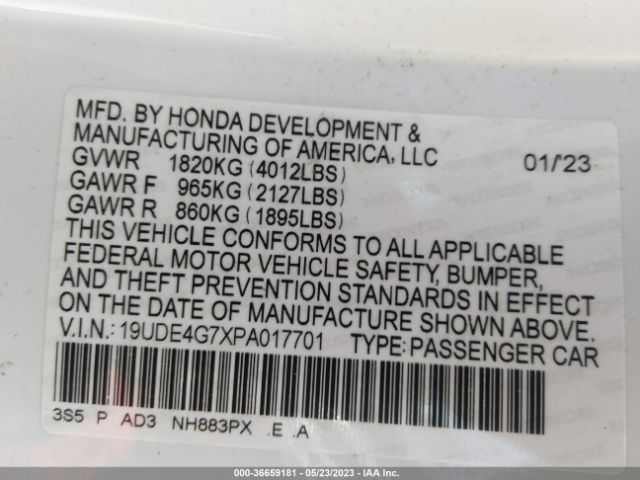 MFD. BY HONDA DEVELOPMENT &
MANUFACTURING OF AMERICA, LLC 01/'23
GVWR 1820KG (4012LBS)
GAWR F 965KG (2127LBS)
GAWR R 860KG (1895LBS)
THIS VEHICLE CONFORMS TO ALL APPLICABLE
FEDERAL MOTOR VEHICLE SAFETY, BUMPER,
AND THEFT PREVENTION STANDARDS IN EFFECT
ON THE DATE OF MANUFACTURE SHOWN ABOVE.
V.I.N.: 19UDE4G7XPA017701 TYPE: PASSENGER CAR
3S5 P AD3 NH883PX .E .A
000-36659181 - 05/23/2023 - IAA Inc.